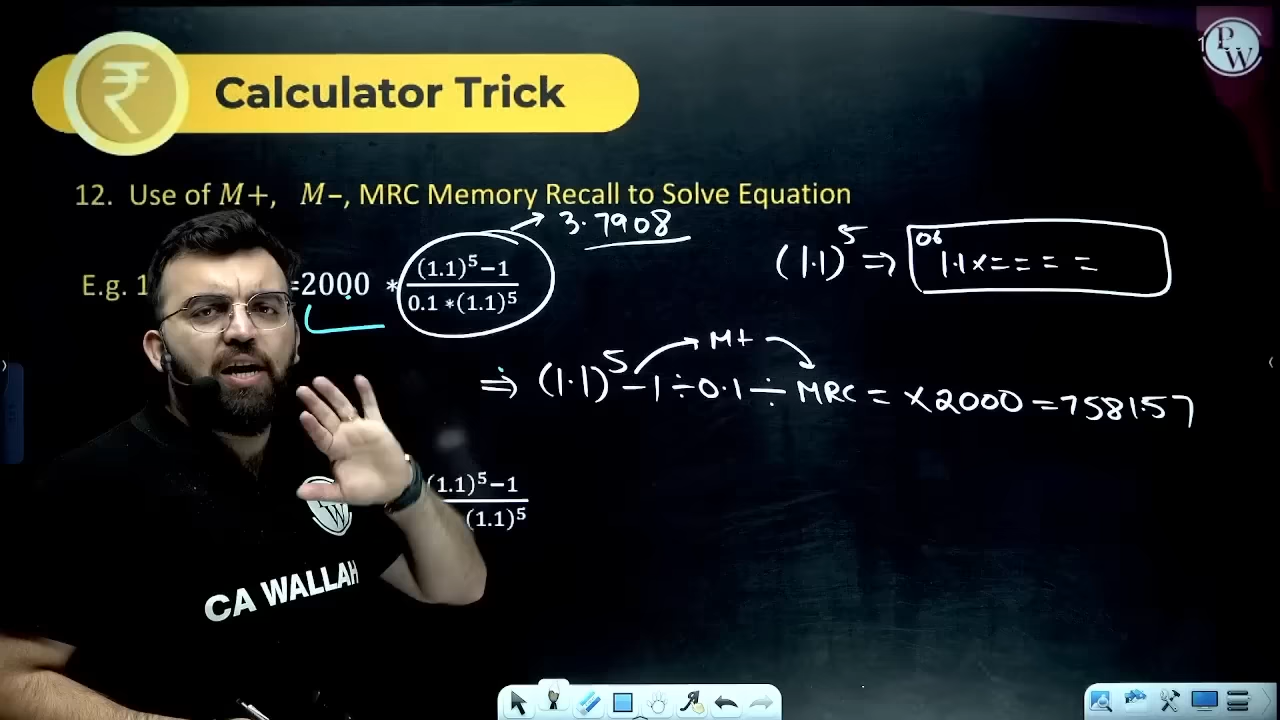 PW
₹ Calculator Trick
12. Use of M+, M−, MRC Memory Recall to Solve Equation
→ 3.7908
E.g. 1 =2000 * (1.1)⁵−1 / 0.1 *(1.1)⁵
(1.1)⁵ ⇒ 1.1×====
M+
⇒ (1.1)⁵ −1÷0.1÷ MRC = ×2000 =7581.57
(1.1)⁵−1
(1.1)⁵
PW
CA WALLAH